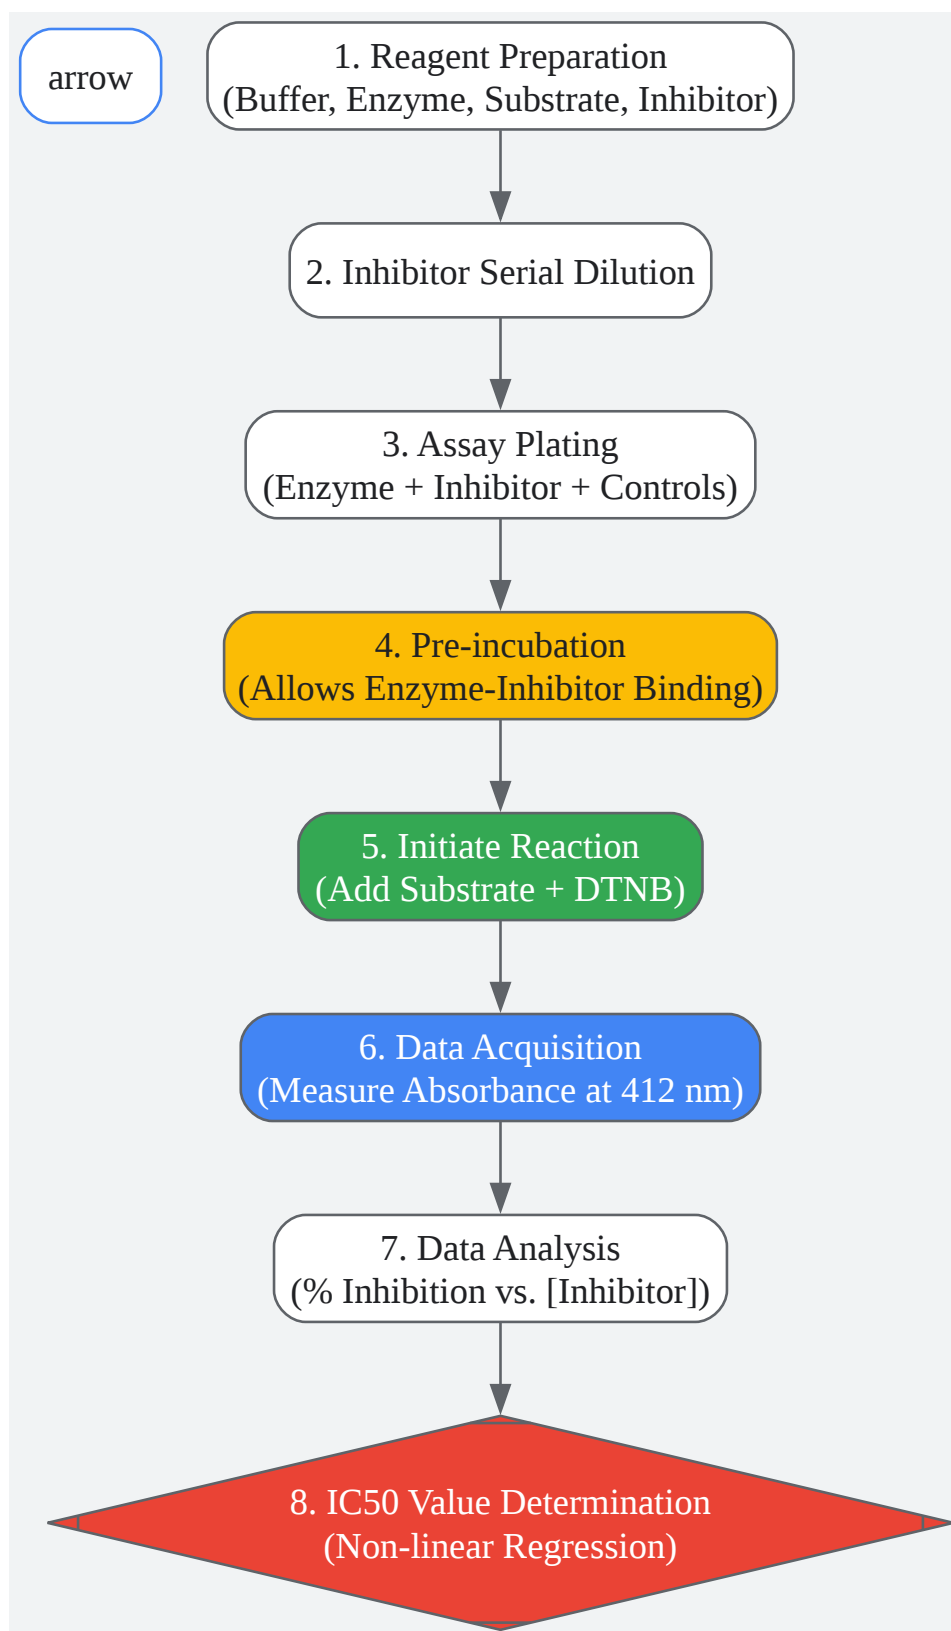 arrow
1. Reagent Preparation
(Buffer, Enzyme, Substrate, Inhibitor)
2. Inhibitor Serial Dilution
3. Assay Plating
(Enzyme + Inhibitor + Controls)
4. Pre-incubation
(Allows Enzyme-Inhibitor Binding)
5. Initiate Reaction
(Add Substrate + DTNB)
6. Data Acquisition
(Measure Absorbance at 412 nm)
7. Data Analysis
(% Inhibition vs. [Inhibitor])
8. IC50 Value Determination
(Non-linear Regression)